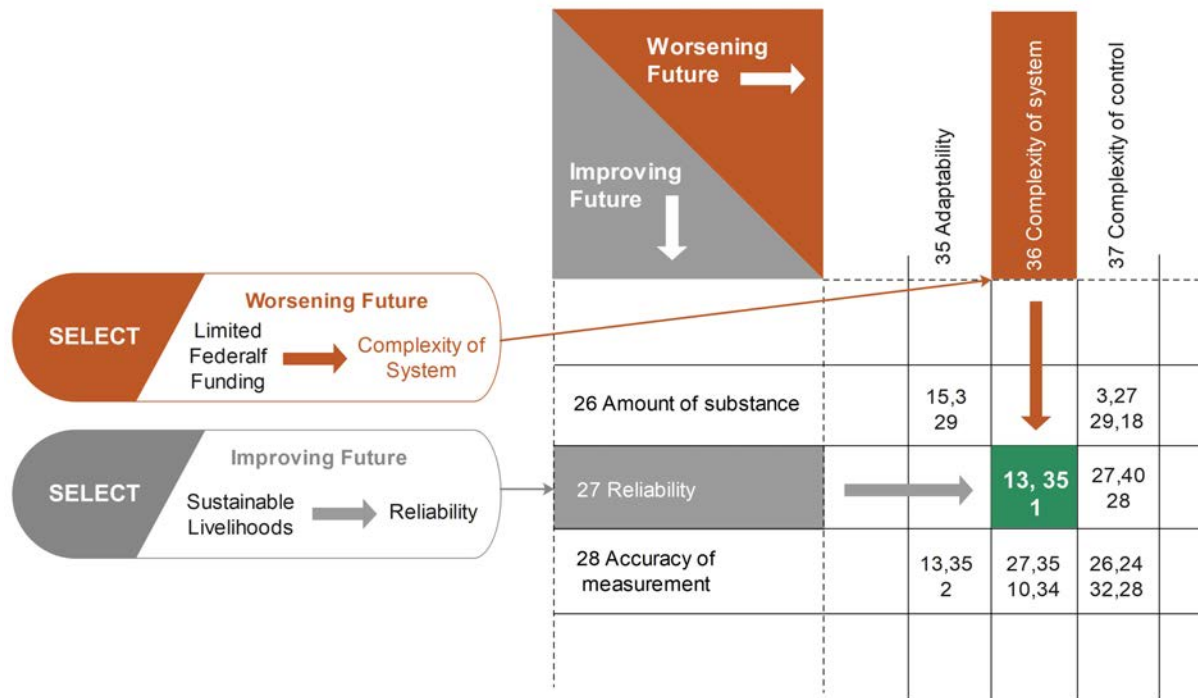 Worsening
Future
Improving
Future
35 Adaptability
36 Complexity of system
37 Complexity of control
SELECT
Worsening Future
Limited
Federalf
Funding
Complexity of
System
SELECT
Improving Future
Sustainable
Livelihoods
Reliability
26 Amount of substance
15,3
29
3,27
29,18
27 Reliability
13, 35
1
27,40
28
28 Accuracy of
measurement
13,35
2
27,35
10,34
26,24
32,28